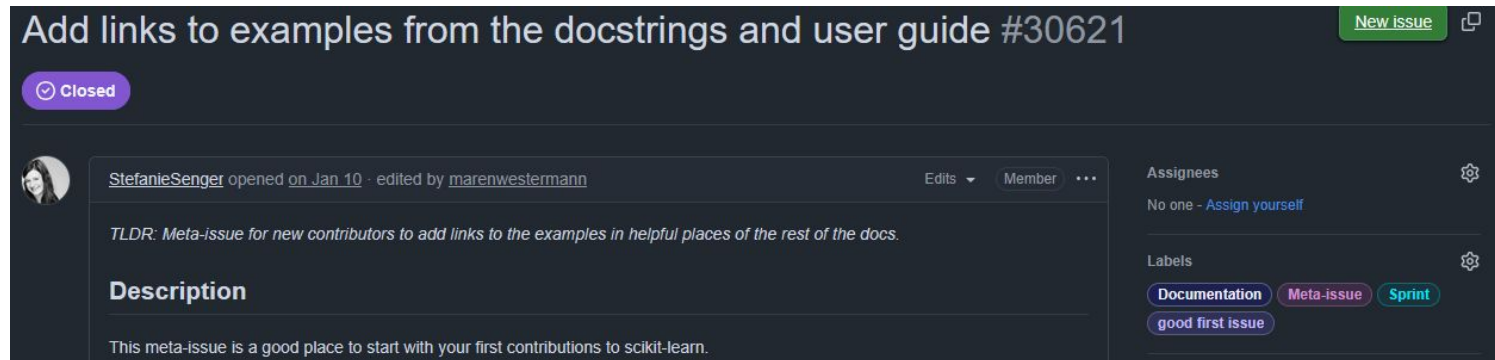 Add links to examples from the docstrings and user guide #30621
New issue
Closed
StefanieSenger opened on Jan 10 · edited by marenwestermann
Edits
Member
TLDR: Meta-issue for new contributors to add links to the examples in helpful places of the rest of the docs.
Description
This meta-issue is a good place to start with your first contributions to scikit-learn.
Assignees
No one - Assign yourself
Labels
Documentation Meta-issue Sprint
good first issue